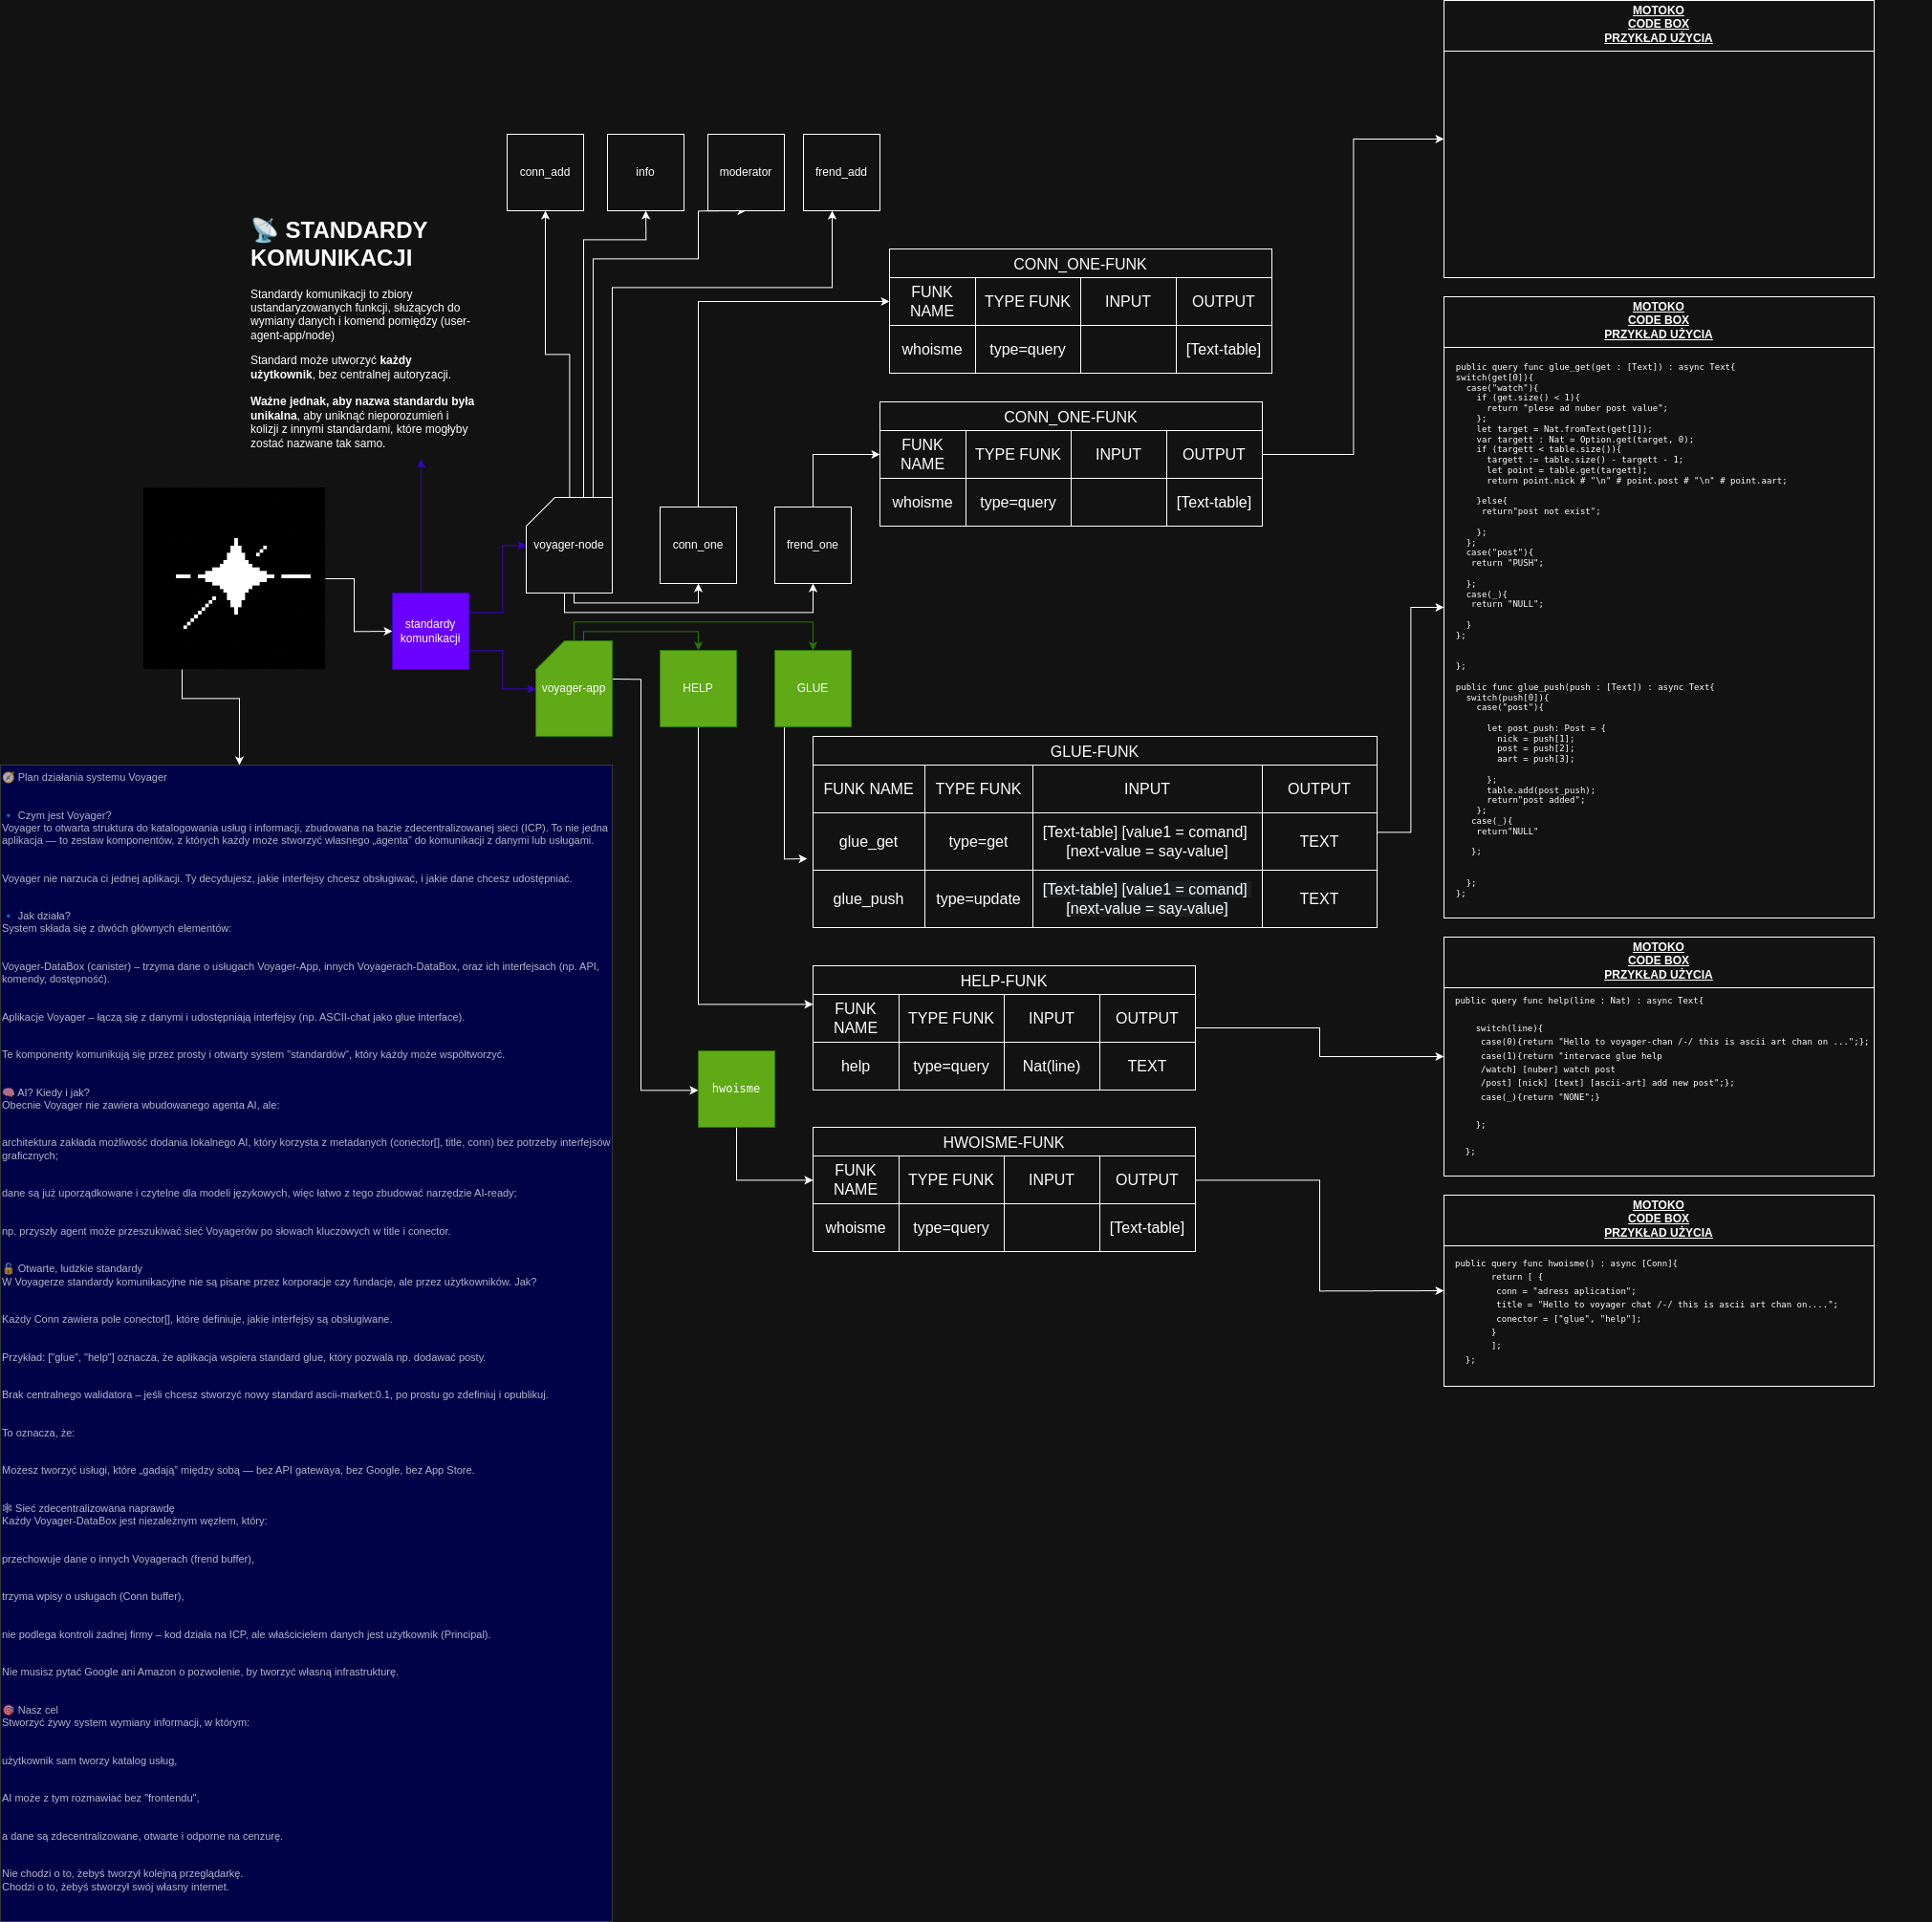 MOTOKO
CODE BOX
PRZYKŁAD UŻYCIA
conn_add
info
moderator
frend_add
📡 STANDARDY
KOMUNIKACJI
Standardy komunikacji to zbiory
ustandaryzowanych funkcji, służących do
wymiany danych i komend pomiędzy (user-
agent-app/node)
Standard może utworzyć każdy
użytkownik, bez centralnej autoryzacji.
Ważne jednak, aby nazwa standardu była
unikalna, aby uniknąć nieporozumień i
kolizji z innymi standardami, które mogłyby
zostać nazwane tak samo.
CONN_ONE-FUNK
FUNK
NAME
TYPE FUNK
INPUT
OUTPUT
whoisme
type=query
[Text-table]
CONN_ONE-FUNK
FUNK
NAME
TYPE FUNK
INPUT
OUTPUT
whoisme
type=query
[Text-table]
voyager-node
conn_one
frend_one
standardy
komunikacji
voyager-app
HELP
GLUE
GLUE-FUNK
FUNK NAME
TYPE FUNK
INPUT
OUTPUT
glue_get
type=get
[Text-table] [value1 = comand]
[next-value = say-value]
TEXT
glue_push
type=update
[Text-table] [value1 = comand]
[next-value = say-value]
TEXT
HELP-FUNK
FUNK
NAME
TYPE FUNK
INPUT
OUTPUT
help
type=query
Nat(line)
TEXT
hwoisme
HWOISME-FUNK
FUNK
NAME
TYPE FUNK
INPUT
OUTPUT
whoisme
type=query
[Text-table]
MOTOKO
CODE BOX
PRZYKŁAD UŻYCIA
public query func glue_get(get : [Text]) : async Text{
switch(get[0]){
case("watch"){
if (get.size() < 1){
return "plese ad nuber post value";
};
let target = Nat.fromText(get[1]);
var targett : Nat = Option.get(target, 0);
if (targett < table.size()){
targett := table.size() - targett - 1;
let point = table.get(targett);
return point.nick # "\n" # point.post # "\n" # point.aart;
}else{
return"post not exist";
};
};
case("post"){
return "PUSH";
};
case(_){
return "NULL";
}
};
};
public func glue_push(push : [Text]) : async Text{
switch(push[0]){
case("post"){
let post_push: Post = {
nick = push[1];
post = push[2];
aart = push[3];
};
table.add(post_push);
return"post added";
};
case(_){
return"NULL"
};
};
};
MOTOKO
CODE BOX
PRZYKŁAD UŻYCIA
public query func help(line : Nat) : async Text{
switch(line){
case(0){return "Hello to voyager-chan /-/ this is ascii art chan on ...";};
case(1){return "intervace glue help
/watch] [nuber] watch post
/post] [nick] [text] [ascii-art] add new post";};
case(_){return "NONE";}
};
};
MOTOKO
CODE BOX
PRZYKŁAD UŻYCIA
public query func hwoisme() : async [Conn]{
return [ {
conn = "adress aplication";
title = "Hello to voyager chat /-/ this is ascii art chan on....";
conector = ["glue", "help"];
}
];
};
🧭 Plan działania systemu Voyager
🔹 Czym jest Voyager?
Voyager to otwarta struktura do katalogowania usług i informacji, zbudowana na bazie zdecentralizowanej sieci (ICP). To nie jedna
aplikacja — to zestaw komponentów, z których każdy może stworzyć własnego „agenta” do komunikacji z danymi lub usługami.
Voyager nie narzuca ci jednej aplikacji. Ty decydujesz, jakie interfejsy chcesz obsługiwać, i jakie dane chcesz udostępniać.
🔹 Jak działa?
System składa się z dwóch głównych elementów:
Voyager-DataBox (canister) – trzyma dane o usługach Voyager-App, innych Voyagerach-DataBox, oraz ich interfejsach (np. API,
komendy, dostępność).
Aplikacje Voyager – łączą się z danymi i udostępniają interfejsy (np. ASCII-chat jako glue interface).
Te komponenty komunikują się przez prosty i otwarty system "standardów", który każdy może współtworzyć.
🧠 AI? Kiedy i jak?
Obecnie Voyager nie zawiera wbudowanego agenta AI, ale:
architektura zakłada możliwość dodania lokalnego AI, który korzysta z metadanych (conector[], title, conn) bez potrzeby interfejsów
graficznych;
dane są już uporządkowane i czytelne dla modeli językowych, więc łatwo z tego zbudować narzędzie AI-ready;
np. przyszły agent może przeszukiwać sieć Voyagerów po słowach kluczowych w title i conector.
🔓 Otwarte, ludzkie standardy
W Voyagerze standardy komunikacyjne nie są pisane przez korporacje czy fundacje, ale przez użytkowników. Jak?
Każdy Conn zawiera pole conector[], które definiuje, jakie interfejsy są obsługiwane.
Przykład: ["glue", "help"] oznacza, że aplikacja wspiera standard glue, który pozwala np. dodawać posty.
Brak centralnego walidatora – jeśli chcesz stworzyć nowy standard ascii-market:0.1, po prostu go zdefiniuj i opublikuj.
To oznacza, że:
Możesz tworzyć usługi, które „gadają” między sobą — bez API gatewaya, bez Google, bez App Store.
🕸 Sieć zdecentralizowana naprawdę
Każdy Voyager-DataBox jest niezależnym węzłem, który:
przechowuje dane o innych Voyagerach (frend buffer),
trzyma wpisy o usługach (Conn buffer),
nie podlega kontroli żadnej firmy – kod działa na ICP, ale właścicielem danych jest użytkownik (Principal).
Nie musisz pytać Google ani Amazon o pozwolenie, by tworzyć własną infrastrukturę.
🎯 Nasz cel
Stworzyć żywy system wymiany informacji, w którym:
użytkownik sam tworzy katalog usług,
AI może z tym rozmawiać bez "frontendu",
a dane są zdecentralizowane, otwarte i odporne na cenzurę.
Nie chodzi o to, żebyś tworzył kolejną przeglądarkę.
Chodzi o to, żebyś stworzył swój własny internet.